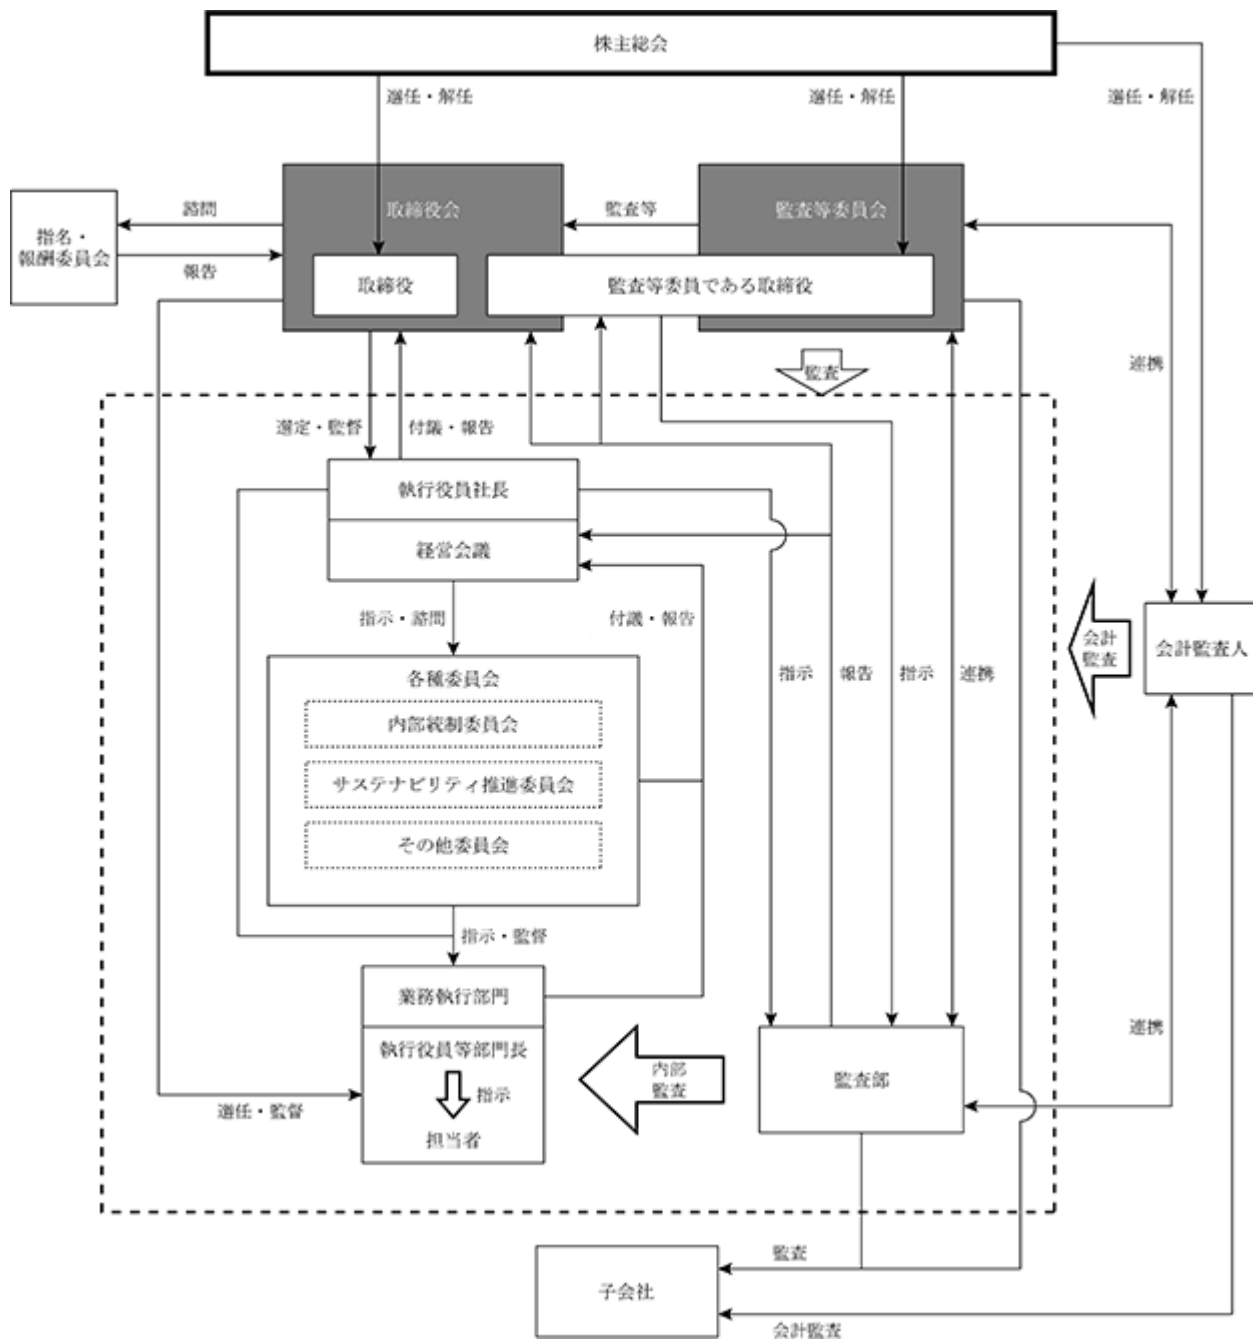 株主総会
選任・解任
選任・解任
選任・解任
取締役会
監査等
監査等委員会
諮問
指名・
報酬委員会
報告
取締役
監査等委員である取締役
監査
連携
選定・監督
付議・報告
執行役員社長
経営会議
指示・諮問
付議・報告
会計
監査
会計監査人
各種委員会
指示
報告
指示
連携
内部統制委員会
サステナビリティ推進委員会
その他委員会
指示・監督
業務執行部門
執行役員等部門長
指示
担当者
選任・監督
内部
監査
監査部
連携
監査
子会社
会計監査